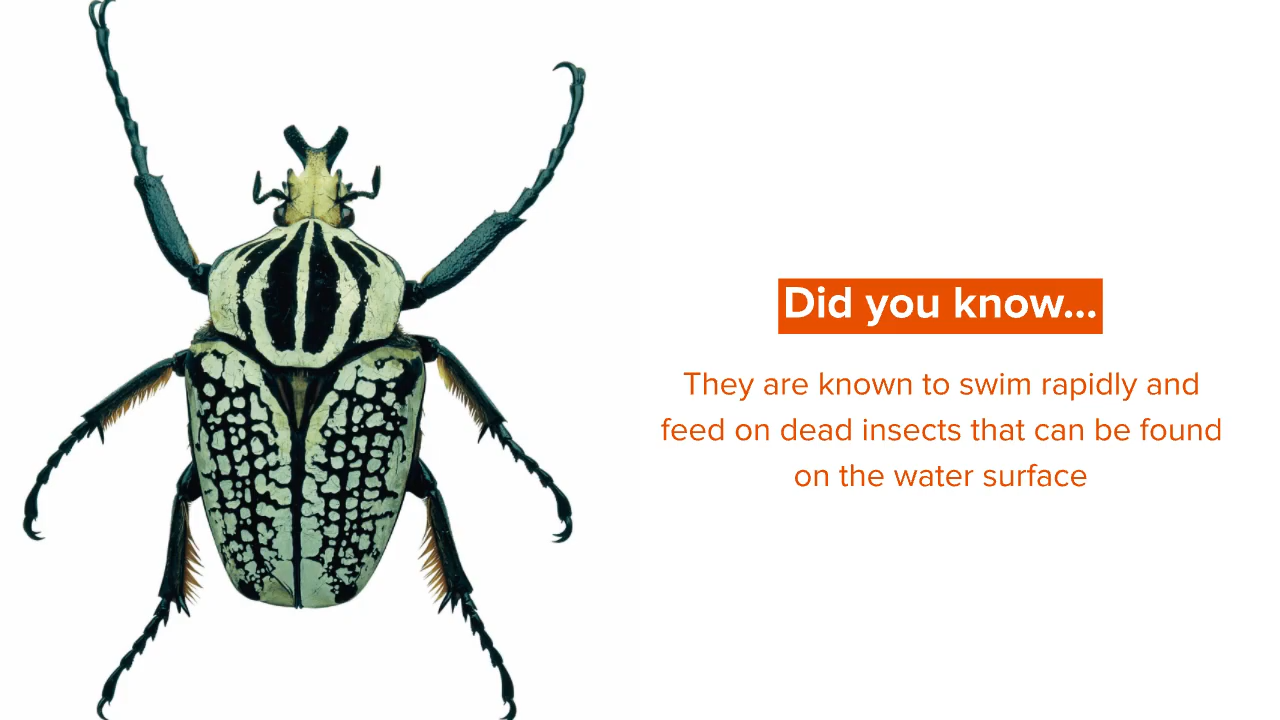 Did you know...
They are known to swim rapidly and
feed on dead insects that can be found
on the water surface